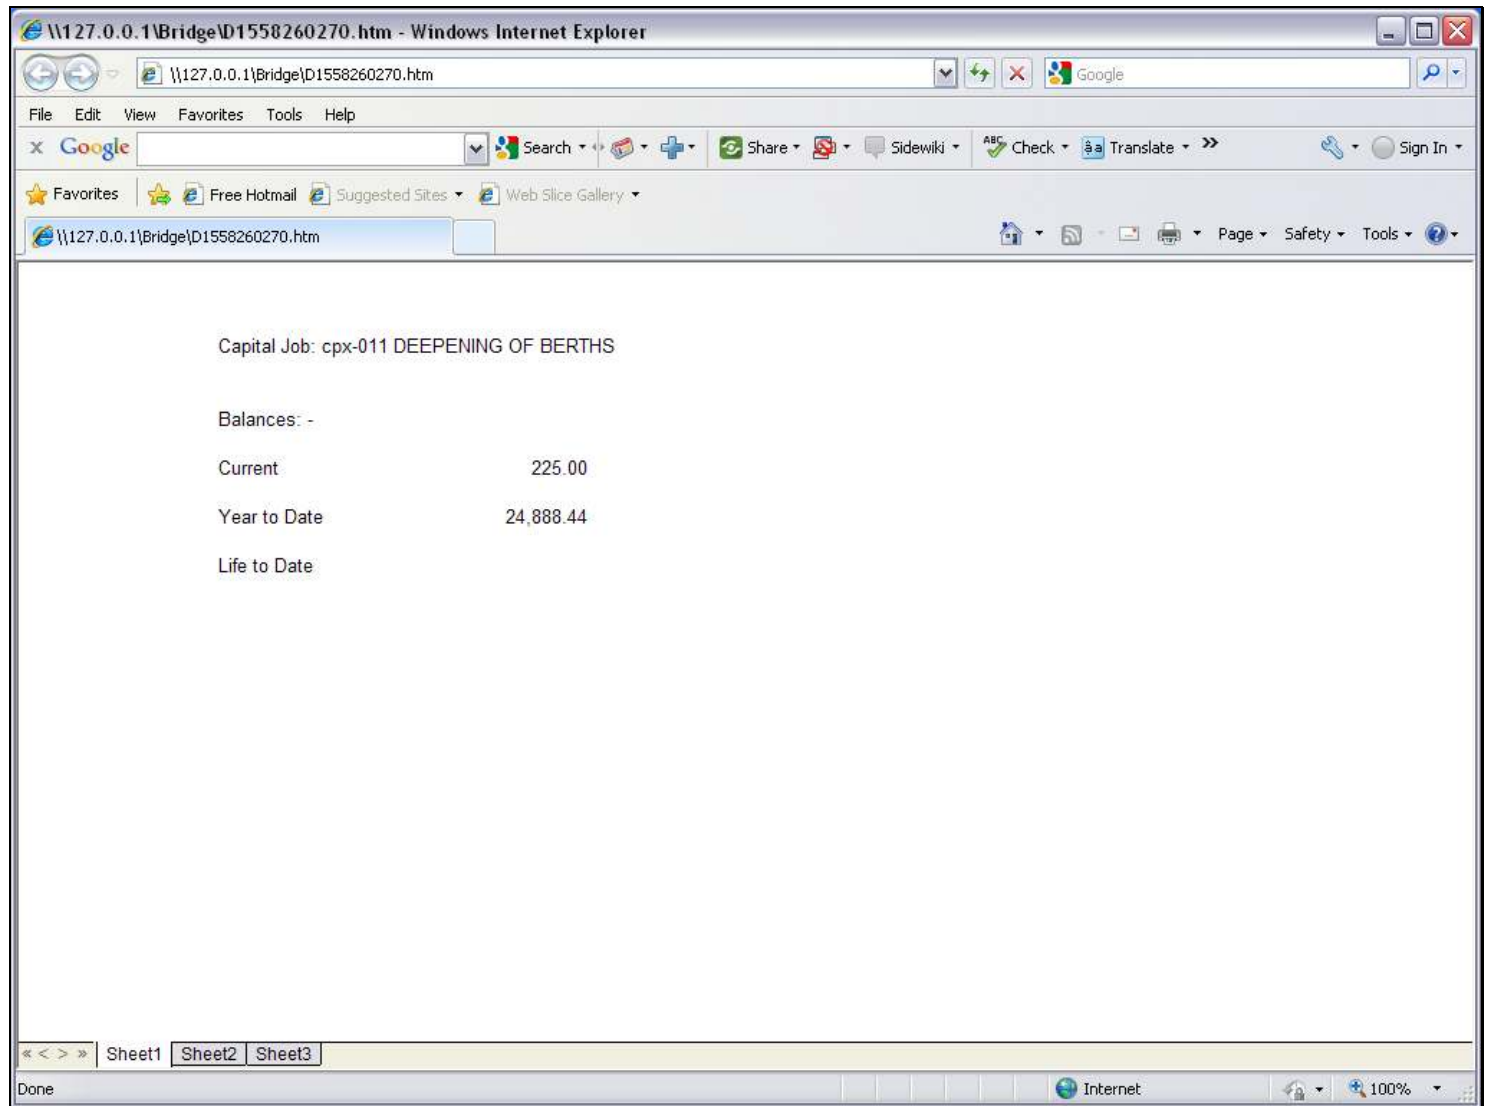 \\127.0.0.1\Bridge\D1558260270.htm - Windows Internet Explorer
\\127.0.0.1\Bridge\D1558260270.htm Google
File Edit View Favorites Tools Help
x Google Search Share Sidewiki ABC Check aa Translate » Sign In
Favorites Free Hotmail Suggested Sites Web Slice Gallery
\\127.0.0.1\Bridge\D1558260270.htm Page Safety Tools
Capital Job: cpx-011 DEEPENING OF BERTHS
Balances: -
Current 225.00
Year to Date 24,888.44
Life to Date
« < > » Sheet1 Sheet2 Sheet3
Done Internet 100%